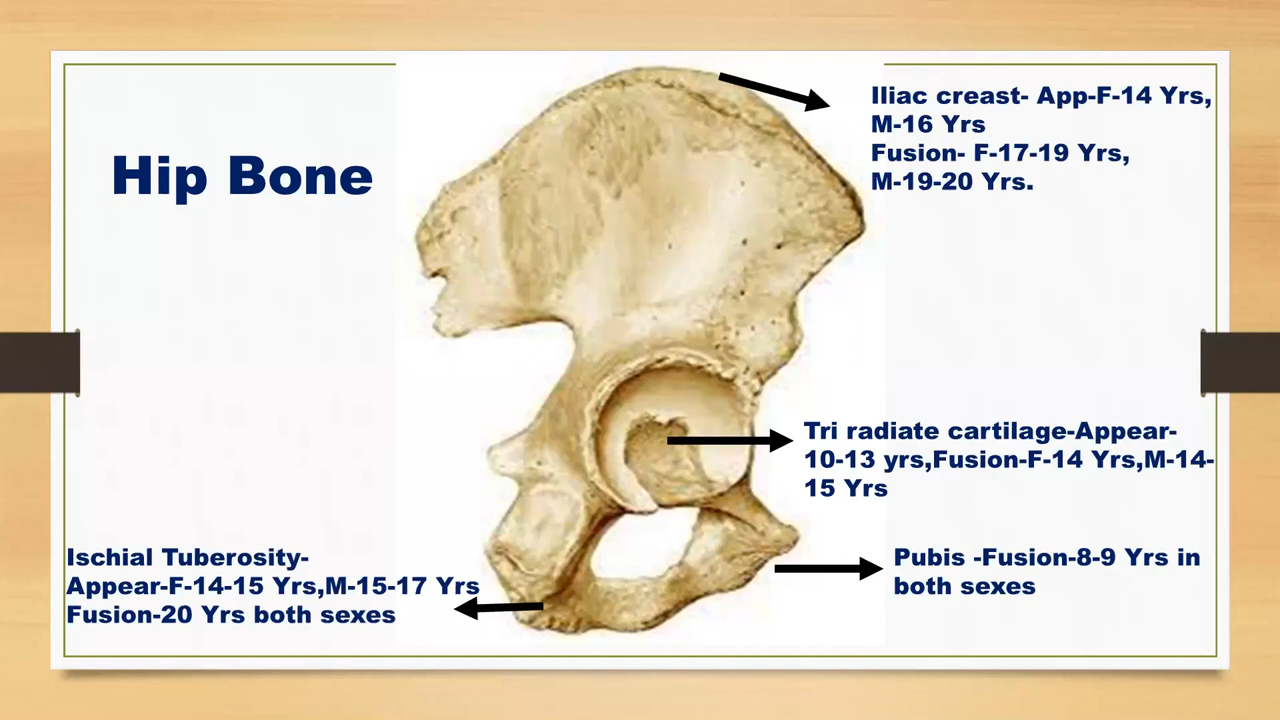 Hip Bone
Iliac creast- App-F-14 Yrs,
M-16 Yrs
Fusion- F-17-19 Yrs,
M-19-20 Yrs.
Tri radiate cartilage-Appear-
10-13 yrs,Fusion-F-14 Yrs,M-14-
15 Yrs
Ischial Tuberosity-
Appear-F-14-15 Yrs,M-15-17 Yrs
Fusion-20 Yrs both sexes
Pubis -Fusion-8-9 Yrs in
both sexes